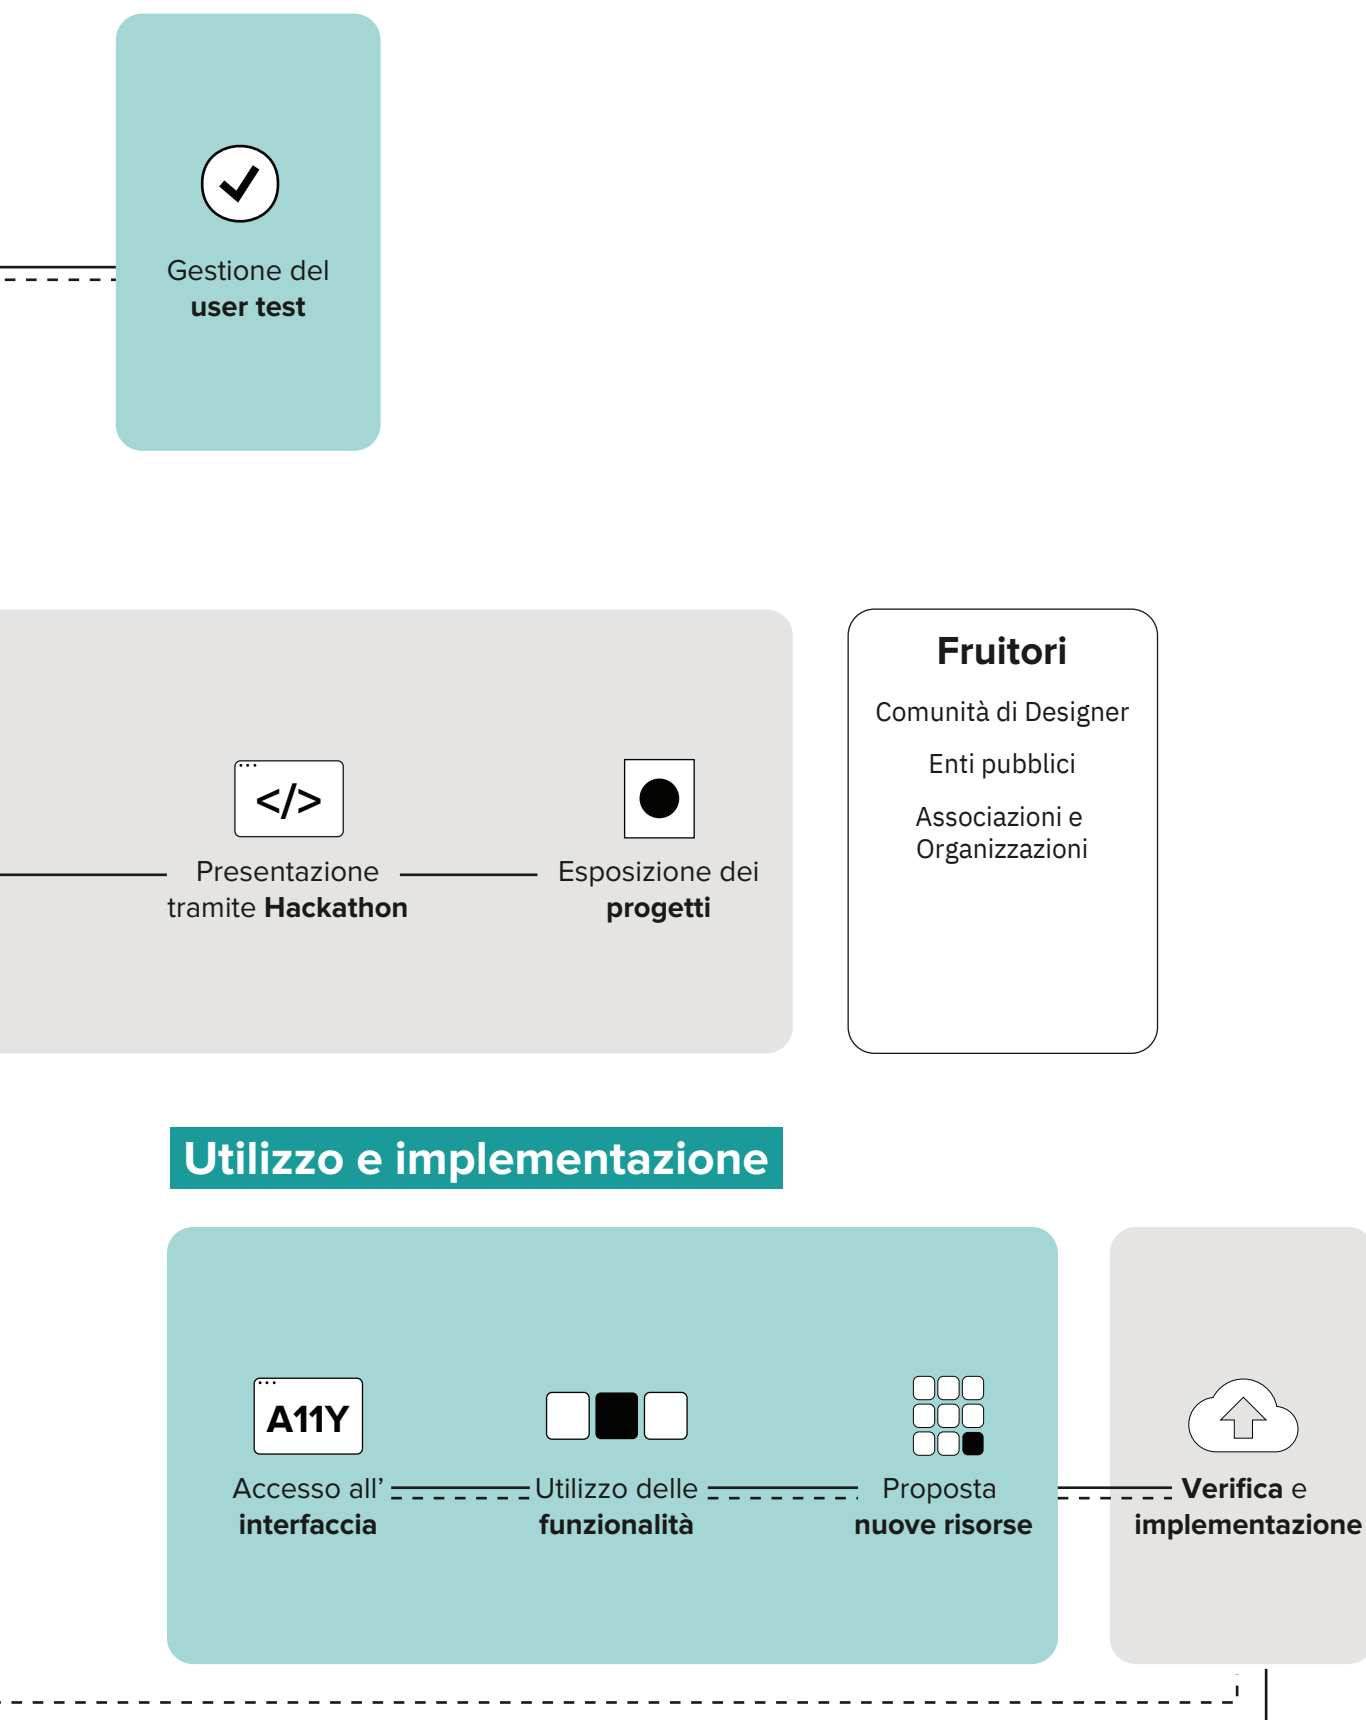 Gestione del
user test
</>
Presentazione
tramite Hackathon
Esposizione dei
progetti
Fruitori
Comunità di Designer
Enti pubblici
Associazioni e
Organizzazioni
Utilizzo e implementazione
A11Y
Accesso all’
interfaccia
Utilizzo delle
funzionalità
Proposta
nuove risorse
Verifica e
implementazione